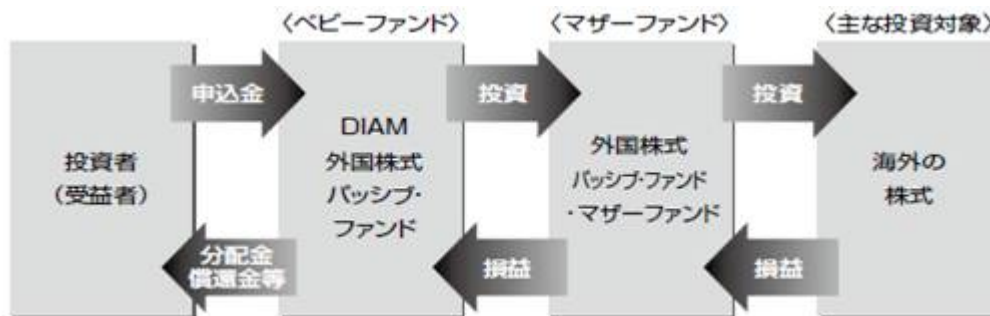 〈ベビーファンド〉
〈マザーファンド〉
〈主な投資対象〉
申込金
投資
投資
投資者
(受益者)
DIAM
外国株式
パッシブ・
ファンド
外国株式
パッシブ・ファンド
・マザーファンド
海外の
株式
分配金
償還金等
損益
損益